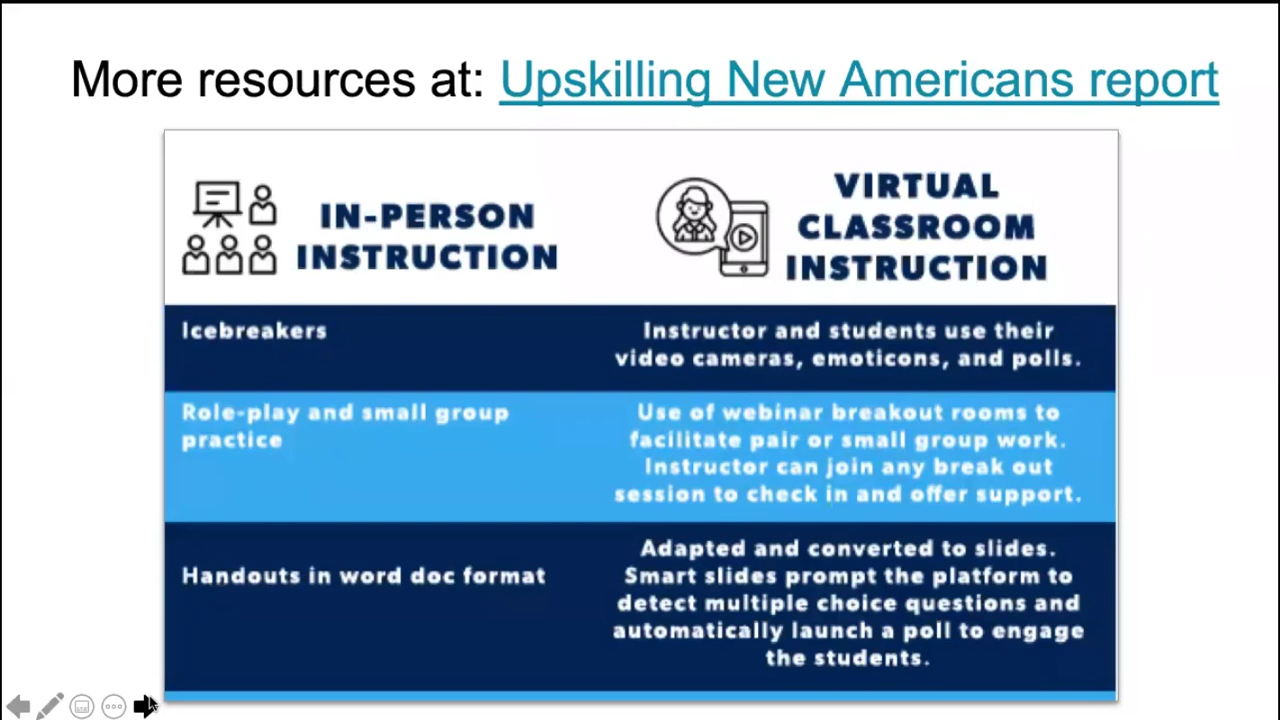 More resources at: Upskilling New Americans report
IN-PERSON
INSTRUCTION
VIRTUAL
CLASSROOM
INSTRUCTION
Icebreakers
Instructor and students use their
video cameras, emoticons, and polls.
Role-play and small group
practice
Use of webinar breakout rooms to
facilitate pair or small group work.
Instructor can join any break out
session to check in and offer support.
Handouts in word doc format
Adapted and converted to slides.
Smart slides prompt the platform to
detect multiple choice questions and
automatically launch a poll to engage
the students.